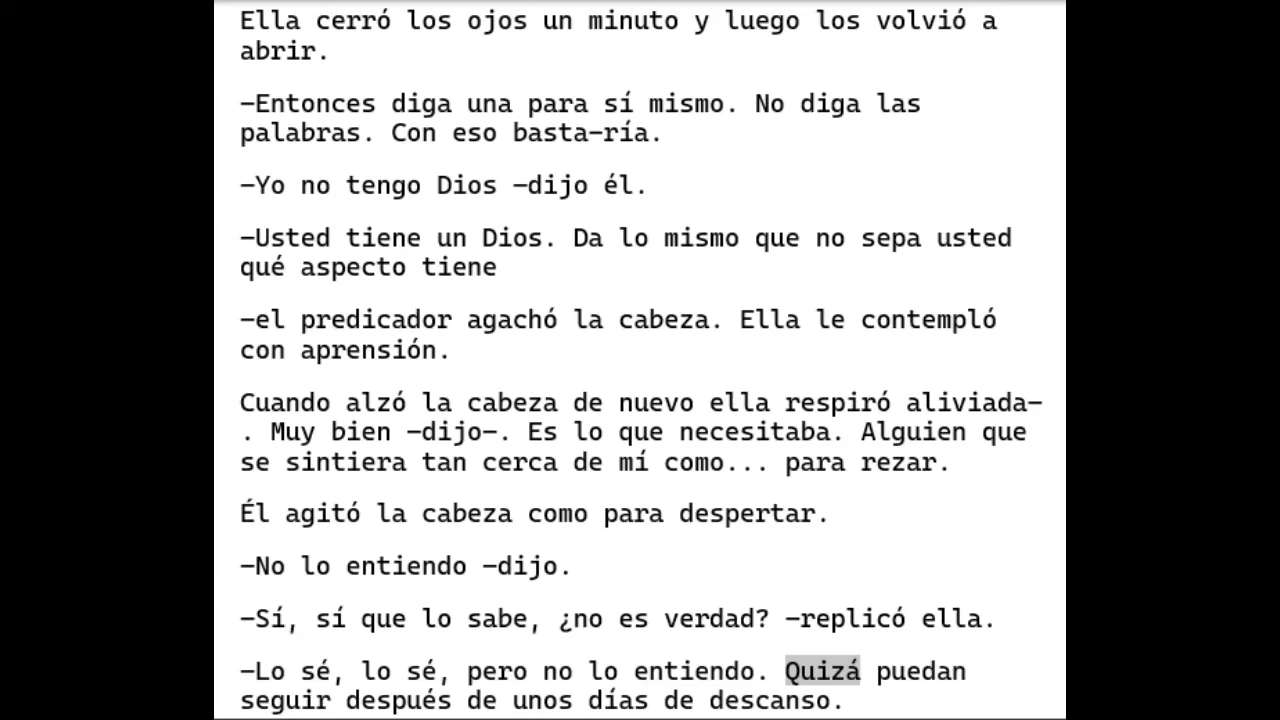 Ella cerró los ojos un minuto y luego los volvió a
abrir.
—Entonces diga una para sí mismo. No diga las
palabras. Con eso basta—ría.
—Yo no tengo Dios —dijo él.
—Usted tiene un Dios. Da lo mismo que no sepa usted
qué aspecto tiene
—el predicador agachó la cabeza. Ella le contempló
con aprensión.
Cuando alzó la cabeza de nuevo ella respiró aliviada—
. Muy bien —dijo—. Es lo que necesitaba. Alguien que
se sintiera tan cerca de mí como... para rezar.
Él agitó la cabeza como para despertar.
—No lo entiendo —dijo.
—Sí, sí que lo sabe, ¿no es verdad? —replicó ella.
—Lo sé, lo sé, pero no lo entiendo. Quizá puedan
seguir después de unos días de descanso.